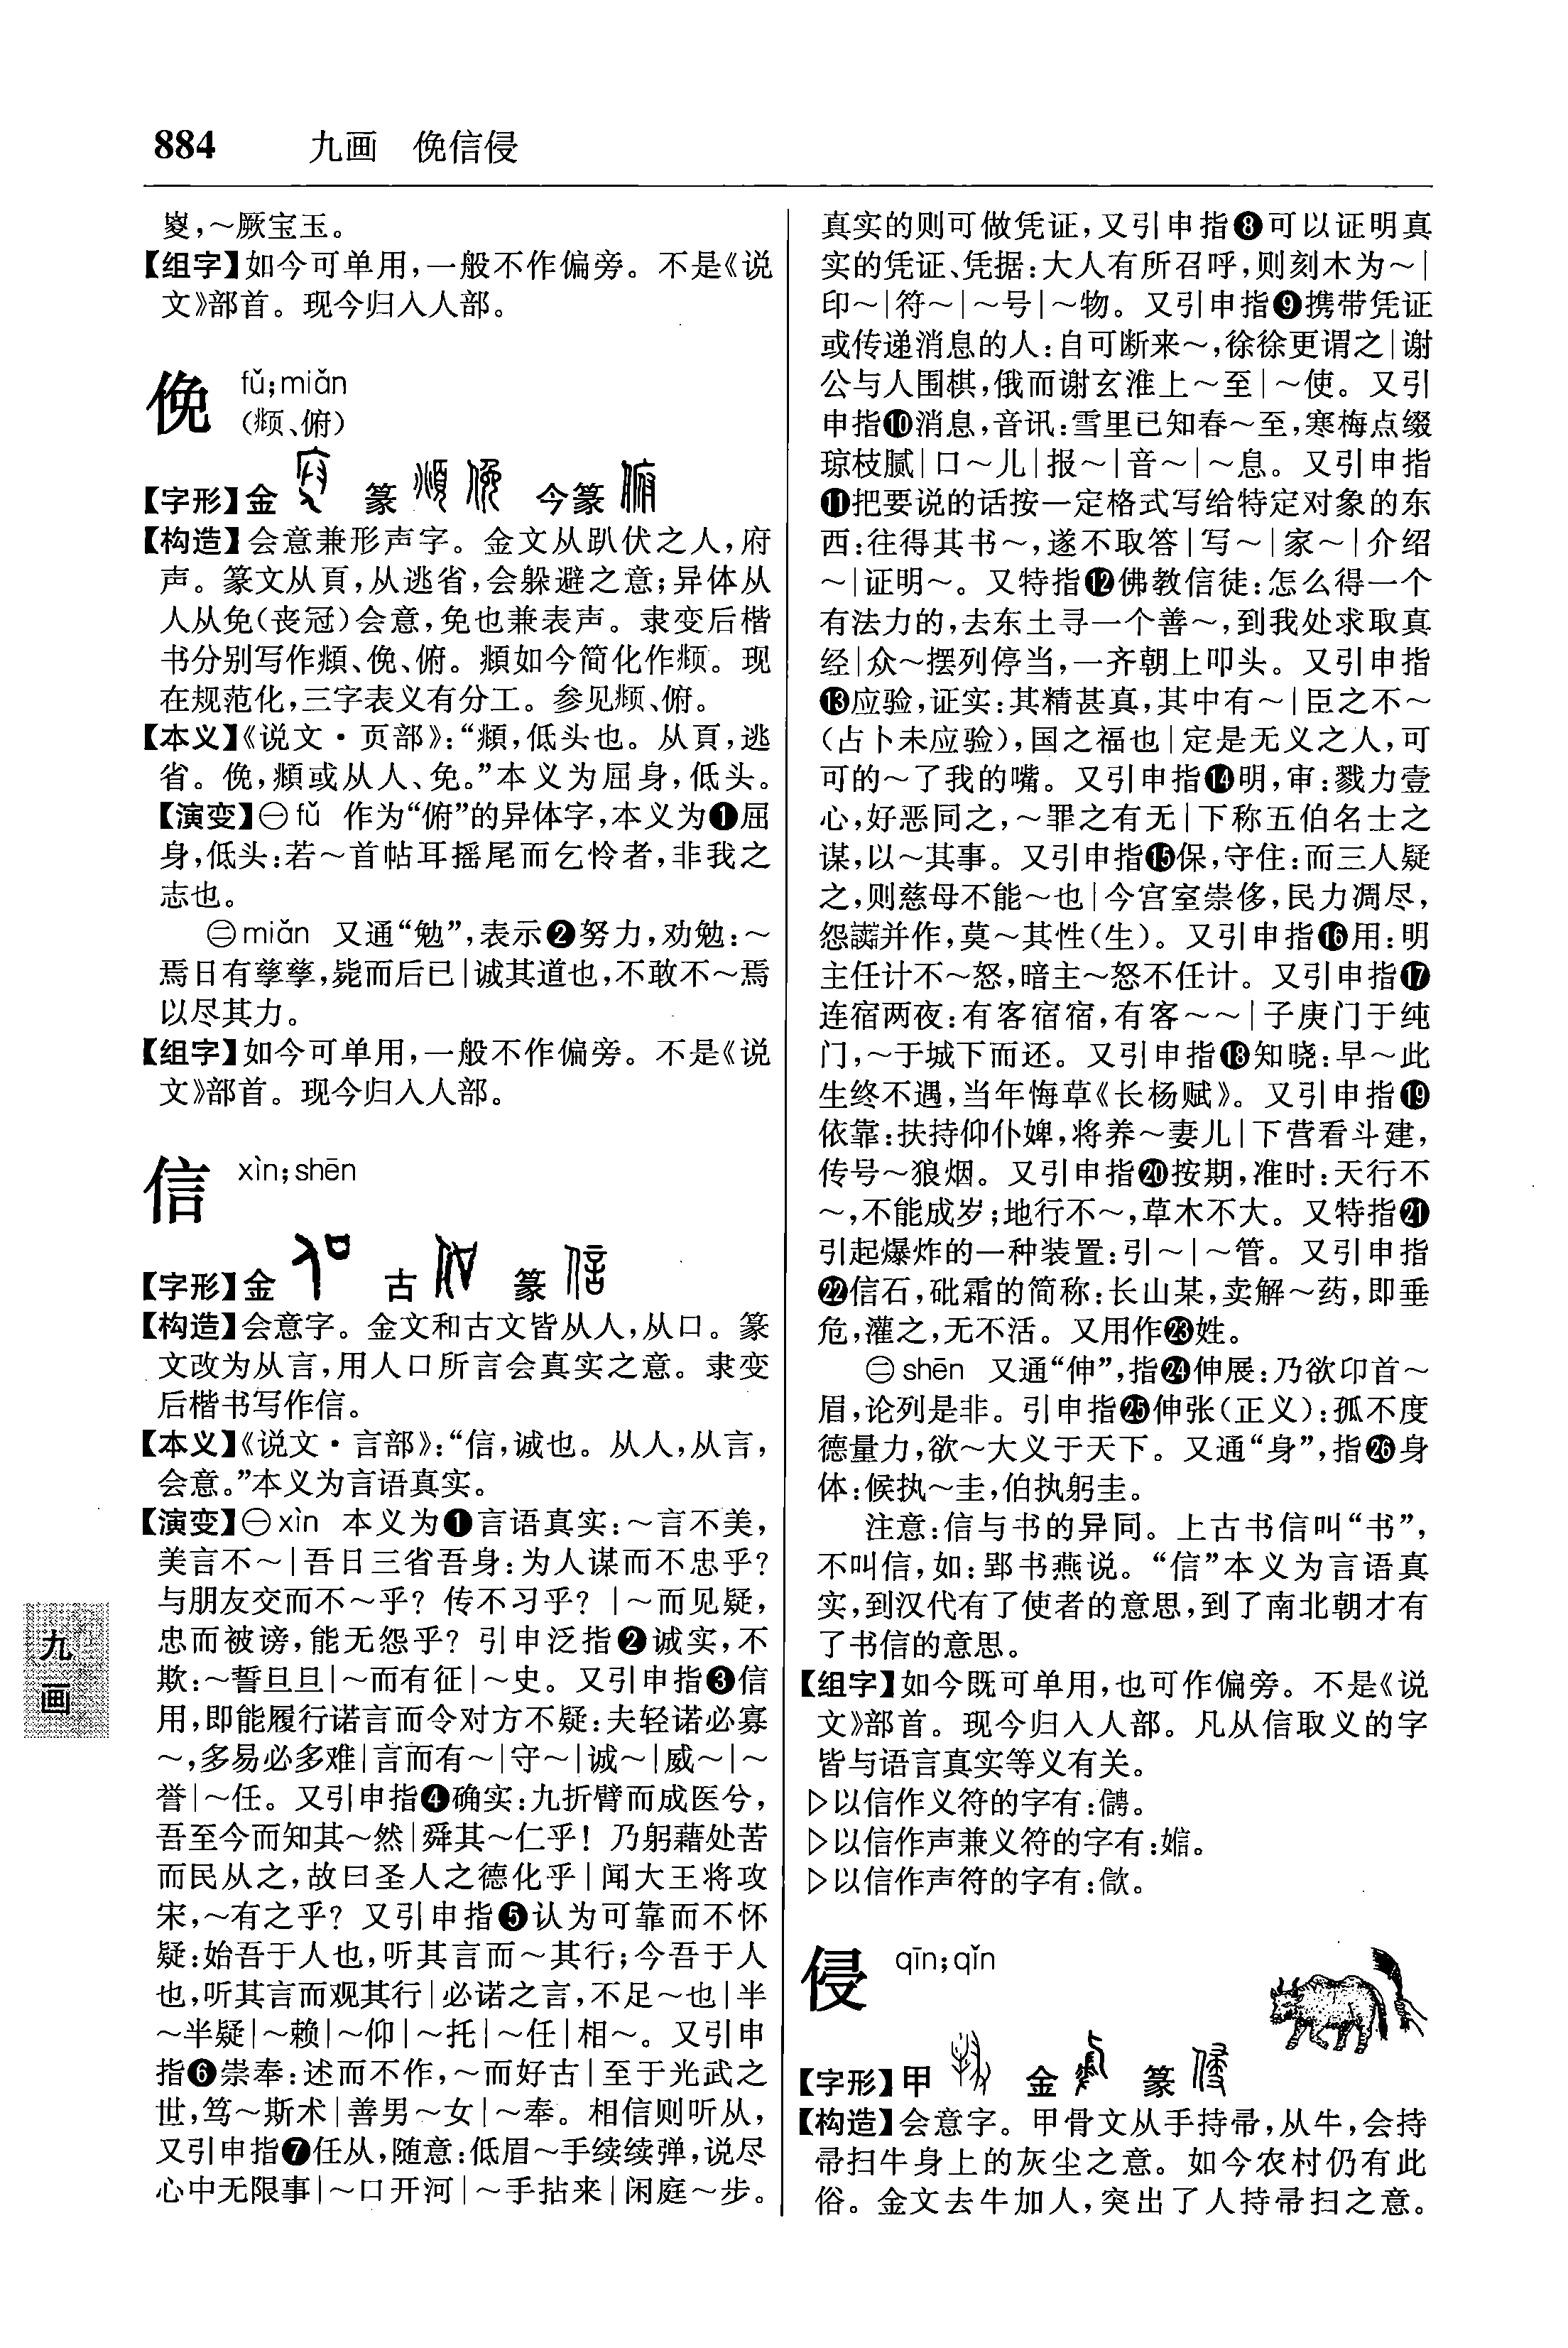 884 九画 俛信侵
嵏,～厥宝玉。
【组字】如今可单用,一般不作偏旁。不是《说
文》部首。现今归入人部。
俛 fǔ;miǎn
(𫖯、俯)
【字形】金 篆 今篆
【构造】会意兼形声字。金文从趴伏之人,府
声。篆文从頁,从逃省,会躲避之意;异体从
人从免(丧冠)会意,免也兼表声。隶变后楷
书分别写作頫、俛、俯。頫如今简化作𫖯。现
在规范化,三字表义有分工。参见𫖯、俯。
【本义】《说文·页部》:“頫,低头也。从頁,逃
省。俛,頫或从人、免。”本义为屈身,低头。
【演变】㊀fǔ 作为“俯”的异体字,本义为❶屈
身,低头:若～首帖耳摇尾而乞怜者,非我之
志也。
㊁miǎn 又通“勉”,表示❷努力,劝勉:～
焉日有孳孳,毙而后已|诚其道也,不敢不～焉
以尽其力。
【组字】如今可单用,一般不作偏旁。不是《说
文》部首。现今归入人部。
信 xìn;shēn
【字形】金 古 篆
【构造】会意字。金文和古文皆从人,从口。篆
文改为从言,用人口所言会真实之意。隶变
后楷书写作信。
【本义】《说文·言部》:“信,诚也。从人,从言,
会意。”本义为言语真实。
【演变】㊀xìn 本义为❶言语真实:～言不美,
美言不～|吾日三省吾身:为人谋而不忠乎?
与朋友交而不～乎? 传不习乎? |～而见疑,
忠而被谤,能无怨乎? 引申泛指❷诚实,不
欺:～誓旦旦|～而有征|～史。又引申指❸信
用,即能履行诺言而令对方不疑:夫轻诺必寡
～,多易必多难|言而有～|守～|诚～|威～|～
誉|～任。又引申指❹确实:九折臂而成医兮,
吾至今而知其～然|舜其～仁乎! 乃躬藉处苦
而民从之,故曰圣人之德化乎|闻大王将攻
宋,～有之乎? 又引申指❺认为可靠而不怀
疑:始吾于人也,听其言而～其行;今吾于人
也,听其言而观其行|必诺之言,不足～也|半
～半疑|～赖|～仰|～托|～任|相～。又引申
指❻崇奉:述而不作,～而好古|至于光武之
世,笃～斯术|善男～女|～奉。相信则听从,
又引申指❼任从,随意:低眉～手续续弹,说尽
心中无限事|～口开河|～手拈来|闲庭～步。
真实的则可做凭证,又引申指❽可以证明真
实的凭证、凭据:大人有所召呼,则刻木为～|
印～|符～|～号|～物。又引申指❾携带凭证
或传递消息的人:自可断来～,徐徐更谓之|谢
公与人围棋,俄而谢玄淮上～至|～使。又引
申指❿消息,音讯:雪里已知春～至,寒梅点缀
琼枝腻|口～儿|报～|音～|～息。又引申指
⓫把要说的话按一定格式写给特定对象的东
西:往得其书～,遂不取答|写～|家～|介绍
～|证明～。又特指⓬佛教信徒:怎么得一个
有法力的,去东土寻一个善～,到我处求取真
经|众～摆列停当,一齐朝上叩头。又引申指
⓭应验,证实:其精甚真,其中有～|臣之不～
(占卜未应验),国之福也|定是无义之人,可
可的～了我的嘴。又引申指⓮明,审:戮力壹
心,好恶同之,～罪之有无|下称五伯名士之
谋,以～其事。又引申指⓯保,守住:而三人疑
之,则慈母不能～也|今宫室崇侈,民力凋尽,
怨讟并作,莫～其性(生)。又引申指⓰用:明
主任计不～怒,暗主～怒不任计。又引申指⓱
连宿两夜:有客宿宿,有客～～|子庚门于纯
门,～于城下而还。又引申指⓲知晓:早～此
生终不遇,当年悔草《长杨赋》。又引申指⓳
依靠:扶持仰仆婢,将养～妻儿|下营看斗建,
传号～狼烟。又引申指⓴按期,准时:天行不
～,不能成岁;地行不～,草木不大。又特指㉑
引起爆炸的一种装置:引～|～管。又引申指
㉒信石,砒霜的简称:长山某,卖解～药,即垂
危,灌之,无不活。又用作㉓姓。
㊁shēn 又通“伸”,指㉔伸展:乃欲卬首～
眉,论列是非。引申指㉕伸张(正义):孤不度
德量力,欲～大义于天下。又通“身”,指㉖身
体:候执～圭,伯执躬圭。
注意:信与书的异同。上古书信叫“书”,
不叫信,如:郢书燕说。“信”本义为言语真
实,到汉代有了使者的意思,到了南北朝才有
了书信的意思。
【组字】如今既可单用,也可作偏旁。不是《说
文》部首。现今归入人部。凡从信取义的字
皆与语言真实等义有关。
▷以信作义符的字有:。
▷以信作声兼义符的字有:。
▷以信作声符的字有:。
侵 qīn;qǐn
【字形】甲 金 篆
【构造】会意字。甲骨文从手持帚,从牛,会持
帚扫牛身上的灰尘之意。如今农村仍有此
俗。金文去牛加人,突出了人持帚扫之意。
九
画